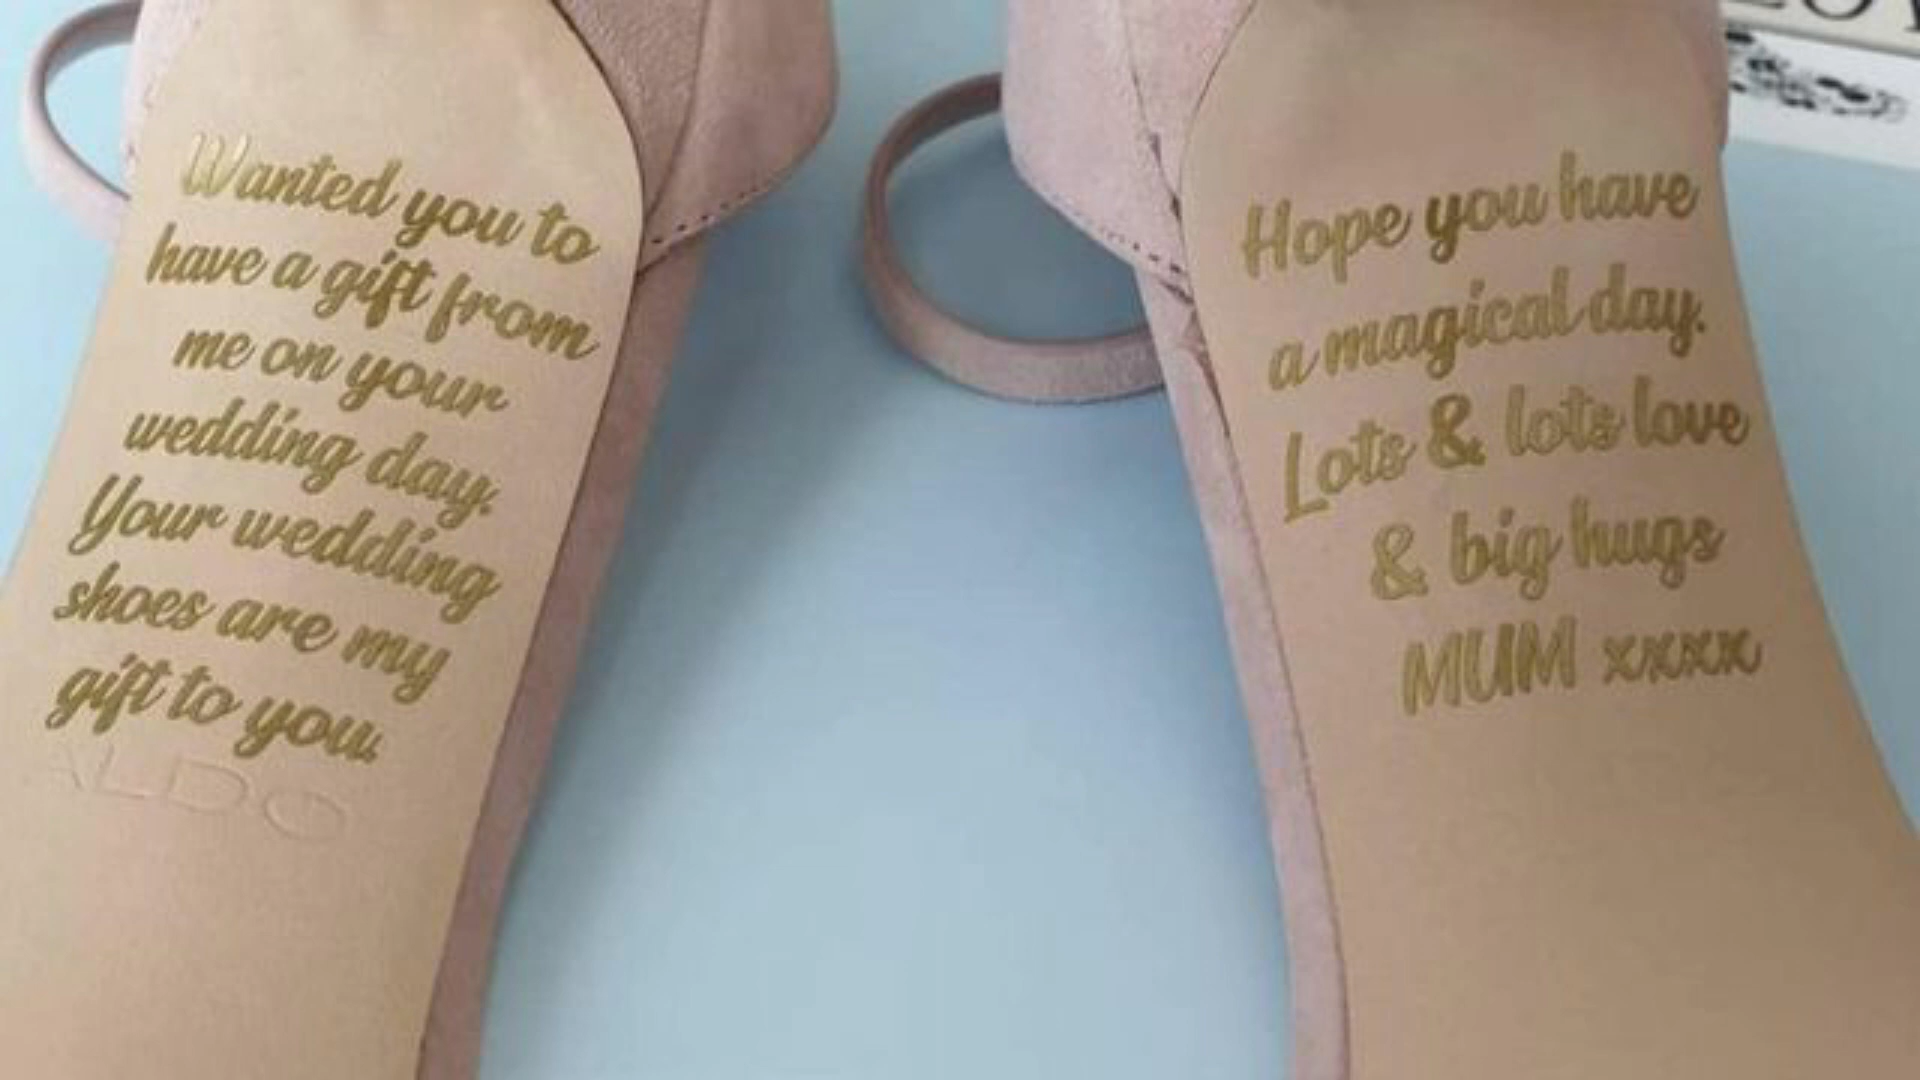 Wanted you to
have a gift from
me on your
wedding day.
Your wedding
shoes are my
gift to you.
ALDO
Hope you have
a magical day.
Lots & lots love
& big hugs
MUM xxxx